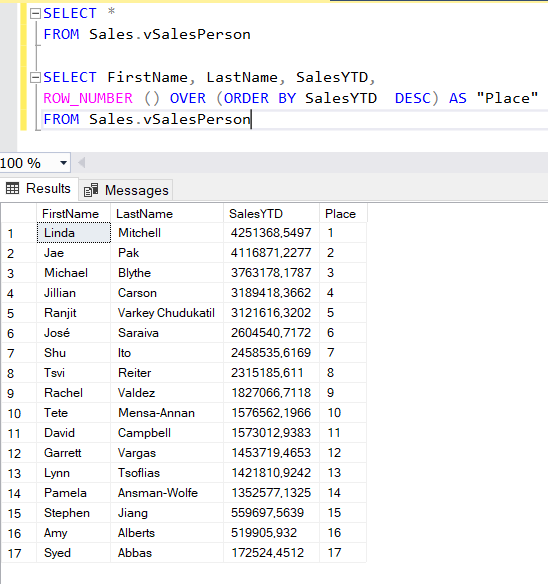 SELECT *
FROM Sales.vSalesPerson
SELECT FirstName, LastName, SalesYTD,
ROW_NUMBER () OVER (ORDER BY SalesYTD  DESC) AS "Place"
FROM Sales.vSalesPerson
100 %
Results Messages
FirstName LastName SalesYTD Place
1 Linda Mitchell 4251368,5497 1
2 Jae Pak 4116871,2277 2
3 Michael Blythe 3763178,1787 3
4 Jillian Carson 3189418,3662 4
5 Ranjit Varkey Chudukatil 3121616,3202 5
6 José Saraiva 2604540,7172 6
7 Shu Ito 2458535,6169 7
8 Tsvi Reiter 2315185,611 8
9 Rachel Valdez 1827066,7118 9
10 Tete Mensa-Annan 1576562,1966 10
11 David Campbell 1573012,9383 11
12 Garrett Vargas 1453719,4653 12
13 Lynn Tsoflias 1421810,9242 13
14 Pamela Ansman-Wolfe 1352577,1325 14
15 Stephen Jiang 559697,5639 15
16 Amy Alberts 519905,932 16
17 Syed Abbas 172524,4512 17